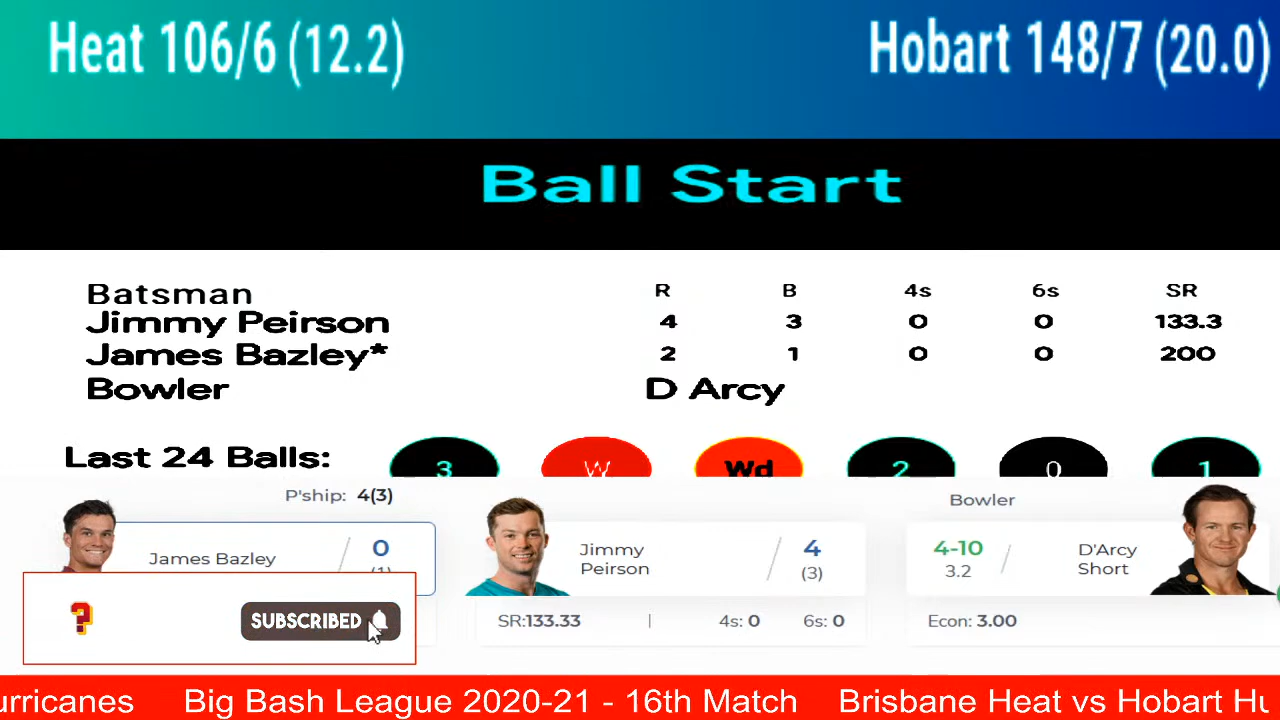 Heat 106/6 (12.2)
Hobart 148/7 (20.0)
Ball Start
Batsman R B 4s 6s SR
Jimmy Peirson 4 3 0 0 133.3
James Bazley* 2 1 0 0 200
Bowler D Arcy
Last 24 Balls: 3 W Wd 2 0 1
P'ship: 4(3)
James Bazley 0
(1)
Jimmy Peirson 4
(3)
SR:133.33 | 4s: 0 6s: 0
Bowler
4-10 D'Arcy
3.2 Short
Econ: 3.00
?
SUBSCRIBED
urricanes Big Bash League 2020-21 - 16th Match Brisbane Heat vs Hobart Hu